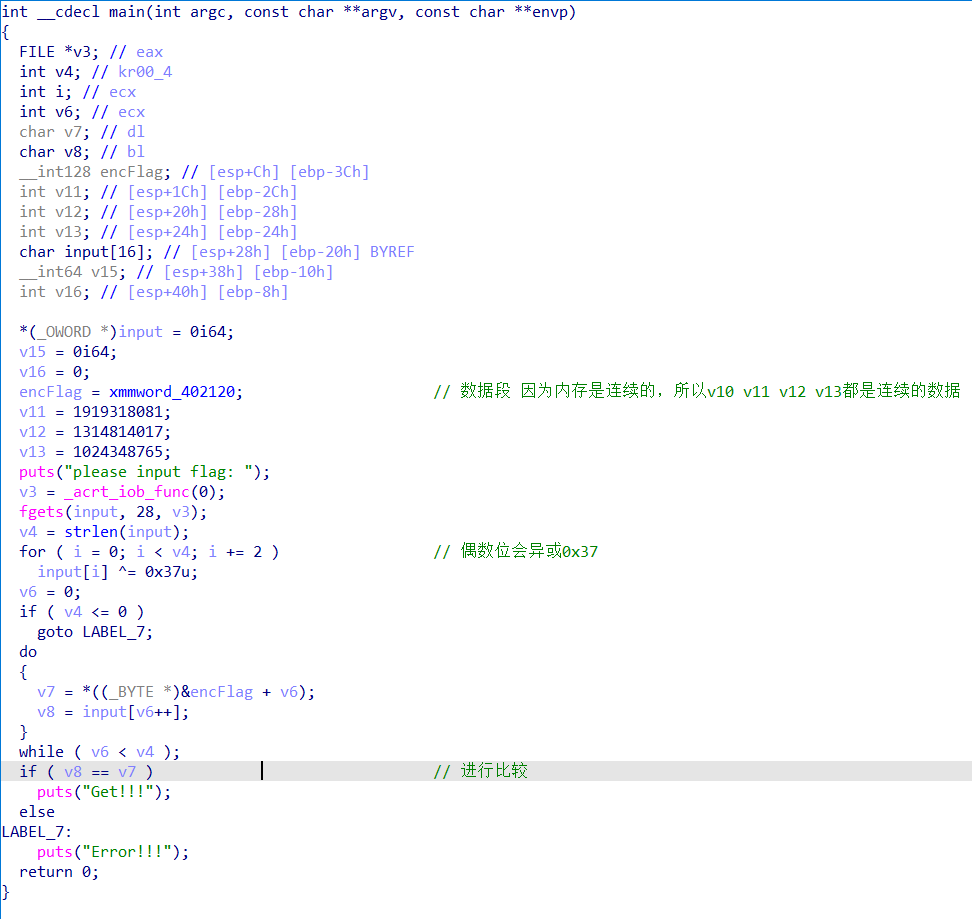 int __cdecl main(int argc, const char **argv, const char **envp)
{
  FILE *v3; // eax
  int v4; // kr00_4
  int i; // ecx
  int v6; // ecx
  char v7; // dl
  char v8; // bl
  __int128 encFlag; // [esp+Ch] [ebp-3Ch]
  int v11; // [esp+1Ch] [ebp-2Ch]
  int v12; // [esp+20h] [ebp-28h]
  int v13; // [esp+24h] [ebp-24h]
  char input[16]; // [esp+28h] [ebp-20h] BYREF
  __int64 v15; // [esp+38h] [ebp-10h]
  int v16; // [esp+40h] [ebp-8h]

  *(_OWORD *)input = 0i64;
  v15 = 0i64;
  v16 = 0;
  encFlag = xmmword_402120;                     // 数据段 因为内存是连续的，所以v10 v11 v12 v13都是连续的数据
  v11 = 1919318081;
  v12 = 1314814017;
  v13 = 1024348765;
  puts("please input flag: ");
  v3 = _acrt_iob_func(0);
  fgets(input, 28, v3);
  v4 = strlen(input);
  for ( i = 0; i < v4; i += 2 )                 // 偶数位会异或0x37
    input[i] ^= 0x37u;
  v6 = 0;
  if ( v4 <= 0 )
    goto LABEL_7;
  do
  {
    v7 = *((_BYTE *)&encFlag + v6);
    v8 = input[v6++];
  }
  while ( v6 < v4 );
  if ( v8 == v7 )                               // 进行比较
    puts("Get!!!");
  else
LABEL_7:
    puts("Error!!!");
  return 0;
}